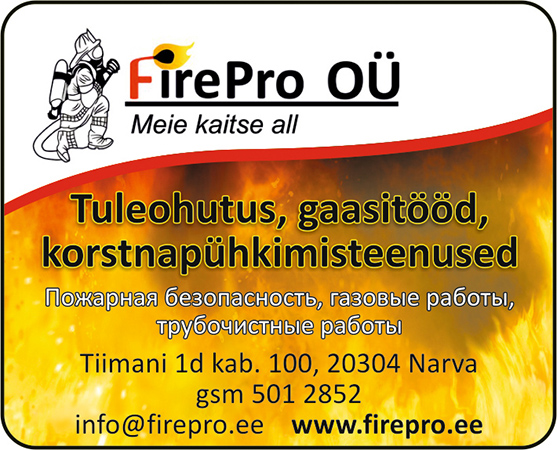 FirePro OÜ
Meie kaitse all
Tuleohutus, gaasitööd,
korstnapühkimisteenused
Пожарная безопасность, газовые работы,
трубочистные работы
Tiimani 1d kab. 100, 20304 Narva
gsm 501 2852
info@firepro.ee www.firepro.ee